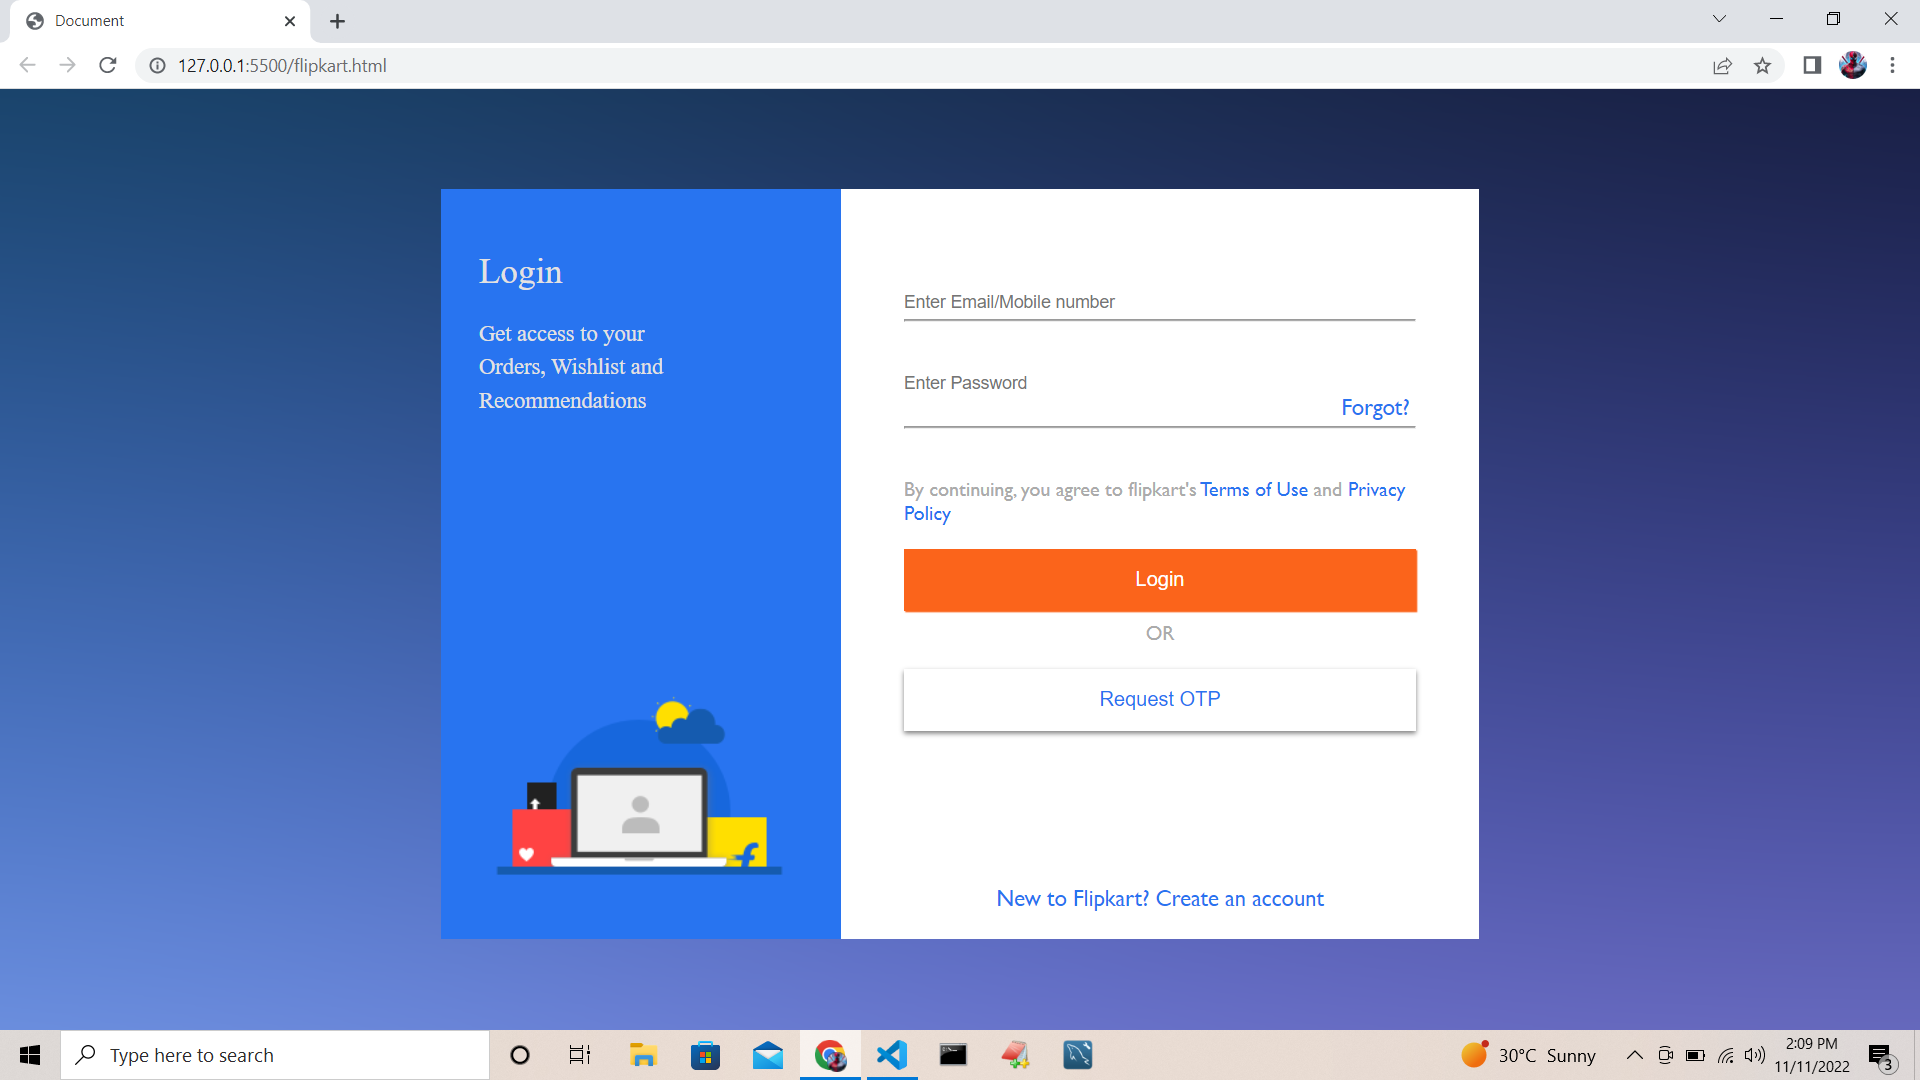 Document
127.0.0.1:5500/flipkart.html
Login
Get access to your
Orders, Wishlist and
Recommendations
Enter Email/Mobile number
Enter Password
Forgot?
By continuing, you agree to flipkart's Terms of Use and Privacy
Policy
Login
OR
Request OTP
New to Flipkart? Create an account
Type here to search
30°C Sunny
2:09 PM
11/11/2022
3